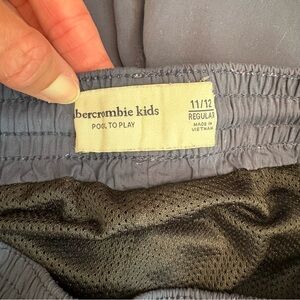 abercrombie kids
POOL TO PLAY
11/12
REGULAR
MADE IN
VIETNAM